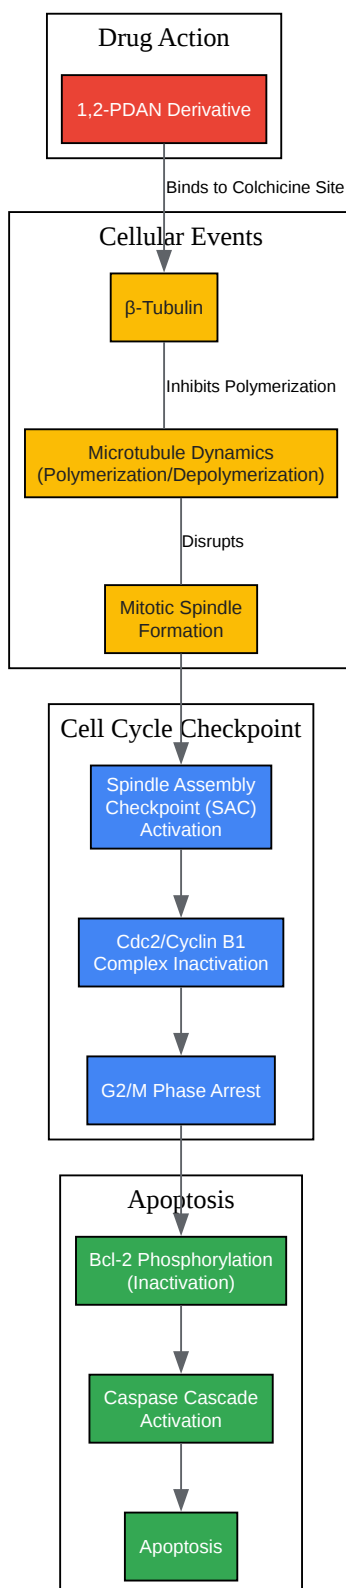 Drug Action
1,2-PDAN Derivative
Binds to Colchicine Site
Cellular Events
β-Tubulin
Inhibits Polymerization
Microtubule Dynamics
(Polymerization/Depolymerization)
Disrupts
Mitotic Spindle
Formation
Cell Cycle Checkpoint
Spindle Assembly
Checkpoint (SAC)
Activation
Cdc2/Cyclin B1
Complex Inactivation
G2/M Phase Arrest
Apoptosis
Bcl-2 Phosphorylation
(Inactivation)
Caspase Cascade
Activation
Apoptosis